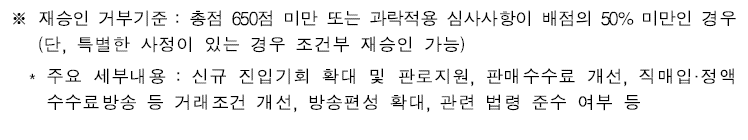 ※ 재승인 거부기준 : 총점 650점 미만 또는 과락적용 심사사항이 배점의 50% 미만인 경우
(단, 특별한 사정이 있는 경우 조건부 재승인 가능)
* 주요 세부내용 : 신규 진입기회 확대 및 판로지원, 판매수수료 개선, 직매입·정액
수수료방송 등 거래조건 개선, 방송편성 확대, 관련 법령 준수 여부 등